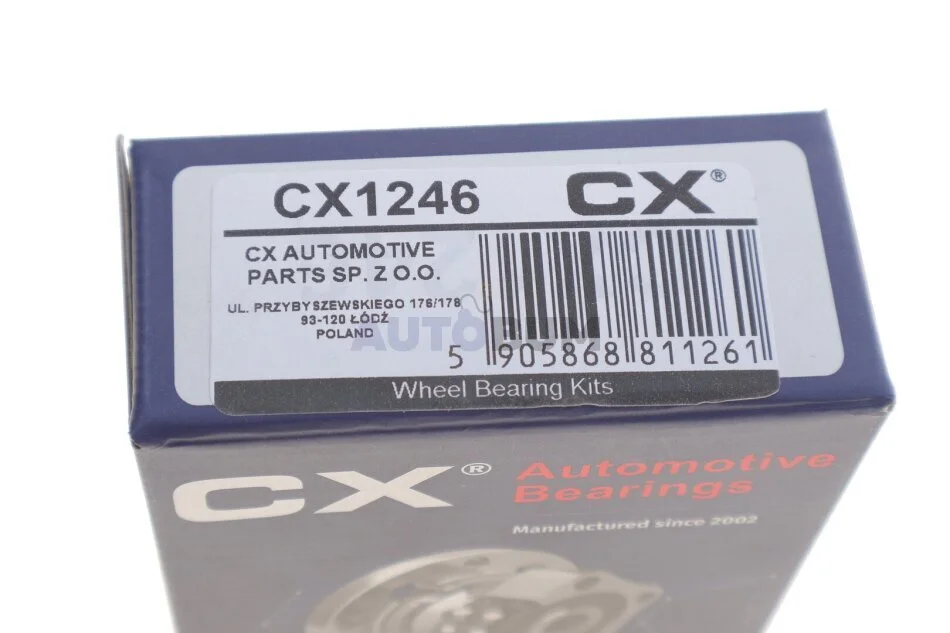 CX1246 CX®
CX AUTOMOTIVE
PARTS SP. Z O.O.
UL. PRZYBYSZEWSKIEGO 176/178
93-120 ŁÓDŹ
POLAND
AUTORUM
5 905868 811261
Wheel Bearing Kits
CX® Automotive
Bearings
Manufactured since 2002